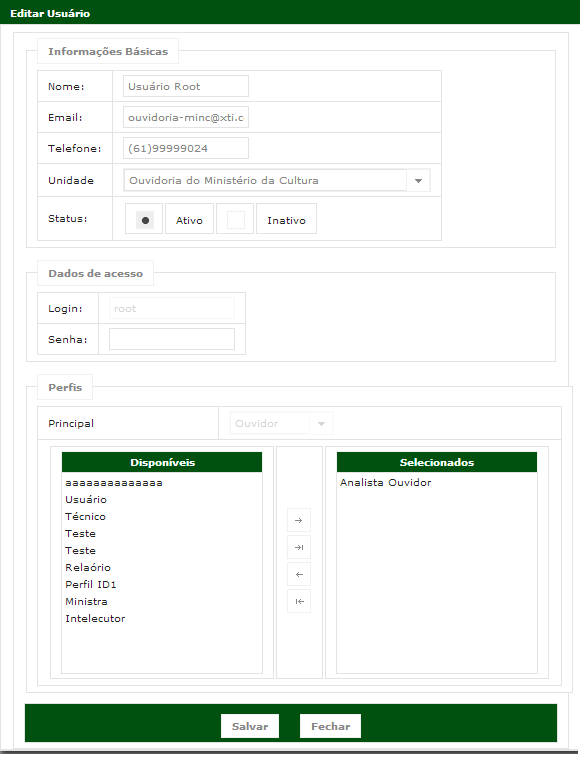 Editar Usuário
Informações Básicas
Nome: Usuário Root
Email: ouvidoria-minc@xti.c
Telefone: (61)99999024
Unidade Ouvidoria do Ministério da Cultura
Status: Ativo Inativo
Dados de acesso
Login: root
Senha:
Perfis
Principal Ouvidor
Disponíveis
aaaaaaaaaaaaaa
Usuário
Técnico
Teste
Teste
Relaório
Perfil ID1
Ministra
Intelecutor
Selecionados
Analista Ouvidor
Salvar Fechar